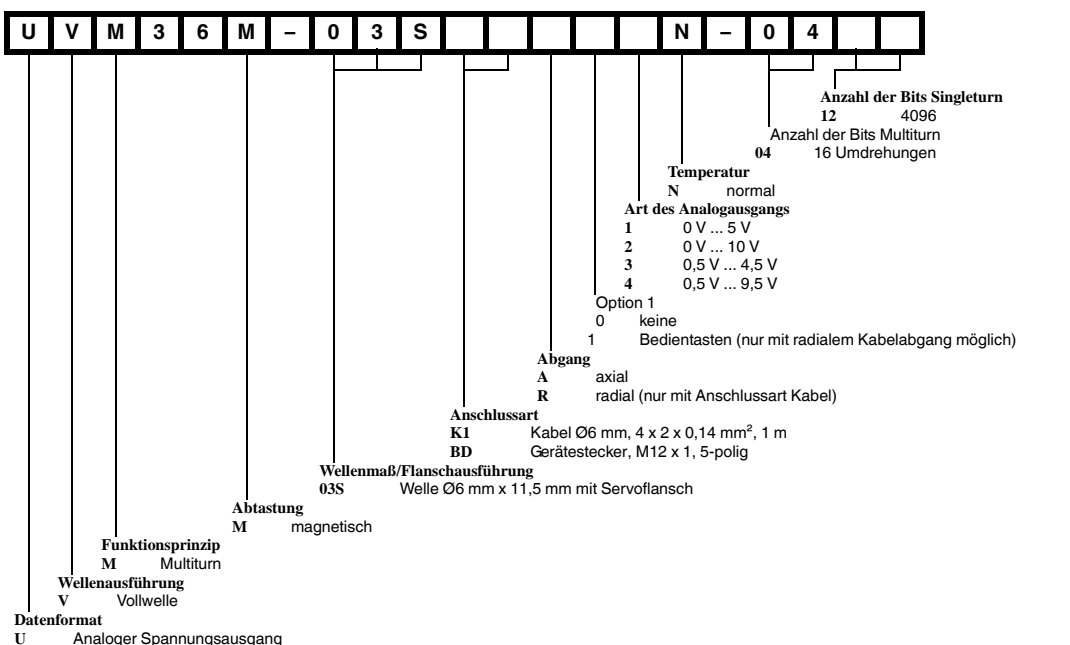 U V M 3 6 M – 0 3 S N – 0 4
Anzahl der Bits Singleturn
12 4096
Anzahl der Bits Multiturn
04 16 Umdrehungen
Temperatur
N normal
Art des Analogausgangs
1 0 V ... 5 V
2 0 V ... 10 V
3 0,5 V ... 4,5 V
4 0,5 V ... 9,5 V
Option 1
0 keine
1 Bedientasten (nur mit radialem Kabelabgang möglich)
Abgang
A axial
R radial (nur mit Anschlussart Kabel)
Anschlussart
K1 Kabel Ø6 mm, 4 x 2 x 0,14 mm², 1 m
BD Gerätestecker, M12 x 1, 5-polig
Wellenmaß/Flanschausführung
03S Welle Ø6 mm x 11,5 mm mit Servoflansch
Abtastung
M magnetisch
Funktionsprinzip
M Multiturn
Wellenausführung
V Vollwelle
Datenformat
U Analoger Spannungsausgang